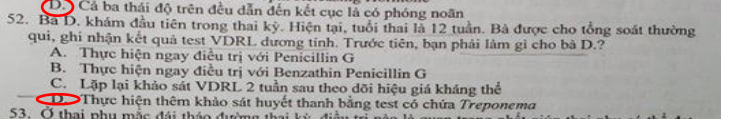 D. Cả ba thái độ trên đều dẫn đến kết cục là có phóng noãn
52. Bà D. khám đầu tiên trong thai kỳ. Hiện tại, tuổi thai là 12 tuần. Bà được cho tổng soát thường
qui, ghi nhận kết quả test VDRL dương tính. Trước tiên, bạn phải làm gì cho bà D.?
A. Thực hiện ngay điều trị với Penicillin G
B. Thực hiện ngay điều trị với Benzathin Penicillin G
C. Lặp lại khảo sát VDRL 2 tuần sau theo dõi hiệu giá kháng thể
D. Thực hiện thêm khảo sát huyết thanh bằng test có chứa Treponema
53. Ở thai phụ mắc đái tháo đường thai kỳ, điều trị nào là quan trọng